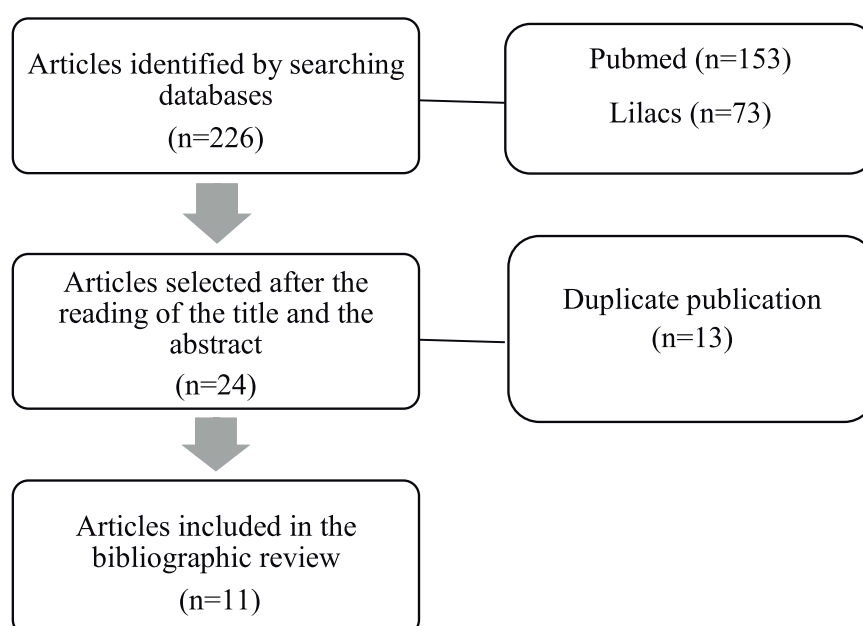 Articles identified by searching
databases
(n=226)
Pubmed (n=153)
Lilacs (n=73)
Articles selected after the
reading of the title and the
abstract
(n=24)
Duplicate publication
(n=13)
Articles included in the
bibliographic review
(n=11)